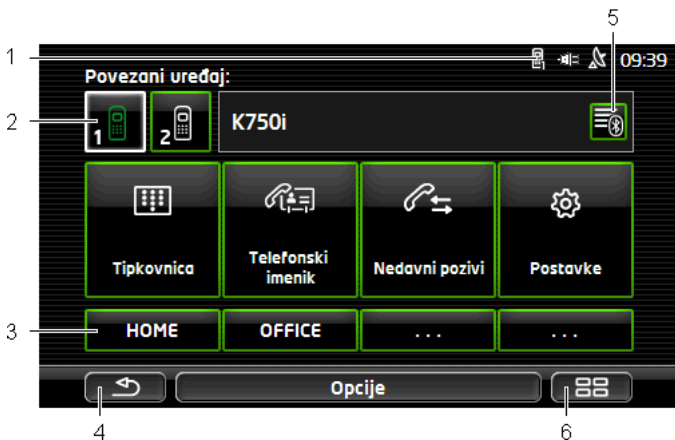 5
1
09:39
Povezani uređaj:
2
1
2
K750i
Tipkovnica
Telefonski
imenik
Nedavni pozivi
Postavke
3
HOME
OFFICE
...
...
Opcije
4
6